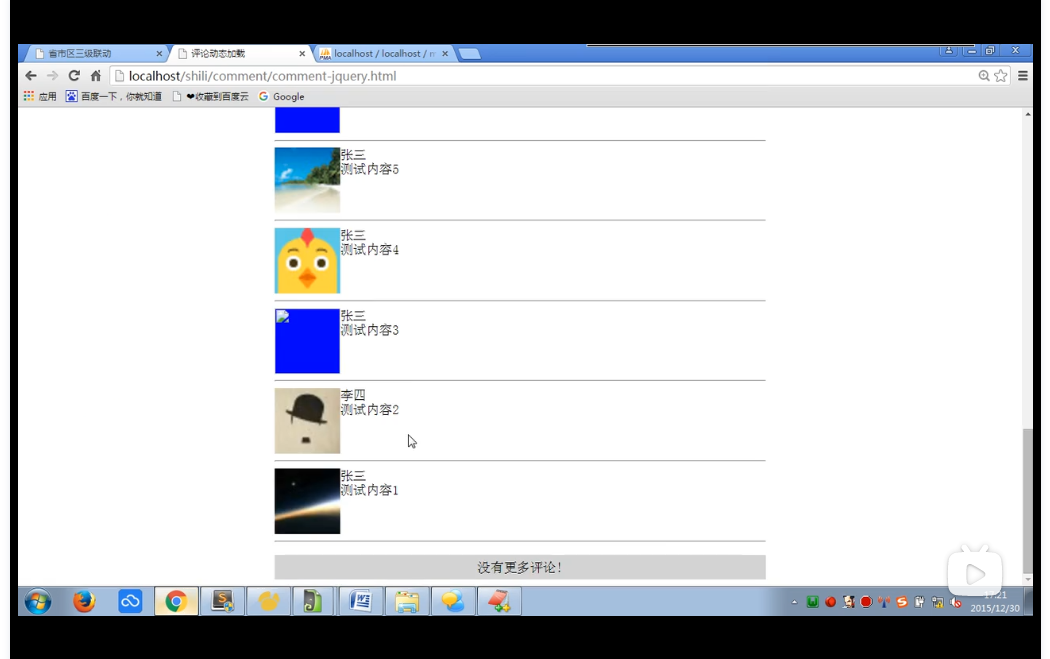 省市区三级联动
评论动态加载
localhost / localhost / m
localhost/shili/comment/comment-jquery.html
应用
百度一下，你就知道
❤收藏到百度云
Google
张三
测试内容5
张三
测试内容4
张三
测试内容3
李四
测试内容2
张三
测试内容1
没有更多评论!
17:21
2015/12/30